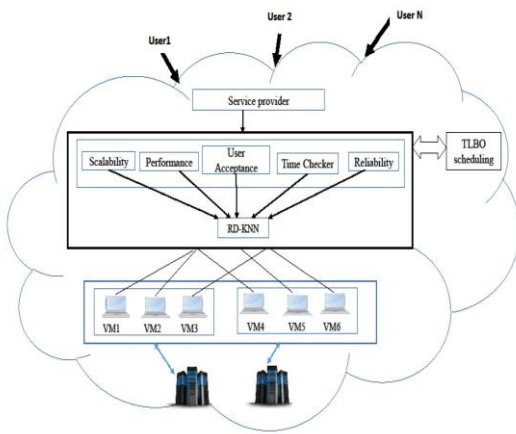 User1
User 2
User N
Service provider
Scalability
Performance
User
Acceptance
Time Checker
Reliability
TLBO
scheduling
RD-KNN
VM1
VM2
VM3
VM4
VM5
VM6